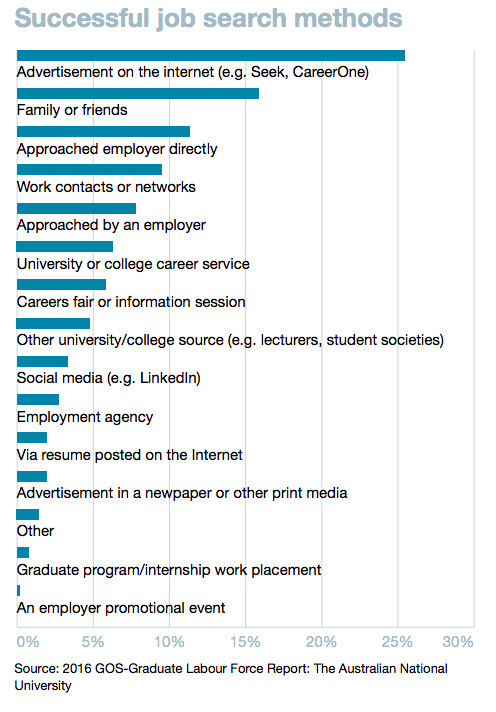 Successful job search methods
Advertisement on the internet (e.g. Seek, CareerOne)
Family or friends
Approached employer directly
Work contacts or networks
Approached by an employer
University or college career service
Careers fair or information session
Other university/college source (e.g. lecturers, student societies)
Social media (e.g. LinkedIn)
Employment agency
Via resume posted on the Internet
Advertisement in a newpaper or other print media
Other
Graduate program/internship work placement
An employer promotional event
0% 5% 10% 15% 20% 25% 30%
Source: 2016 GOS-Graduate Labour Force Report: The Australian National
University